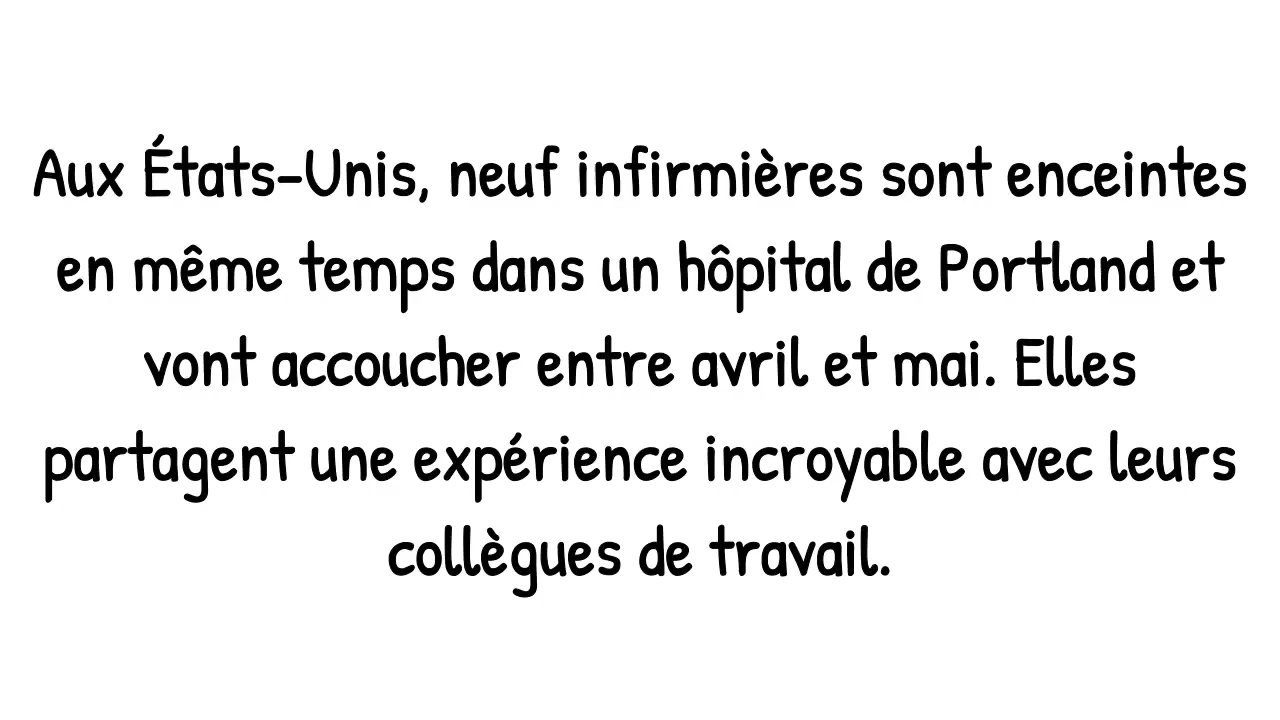 Aux États-Unis, neuf infirmières sont enceintes
en même temps dans un hôpital de Portland et
vont accoucher entre avril et mai. Elles
partagent une expérience incroyable avec leurs
collègues de travail.